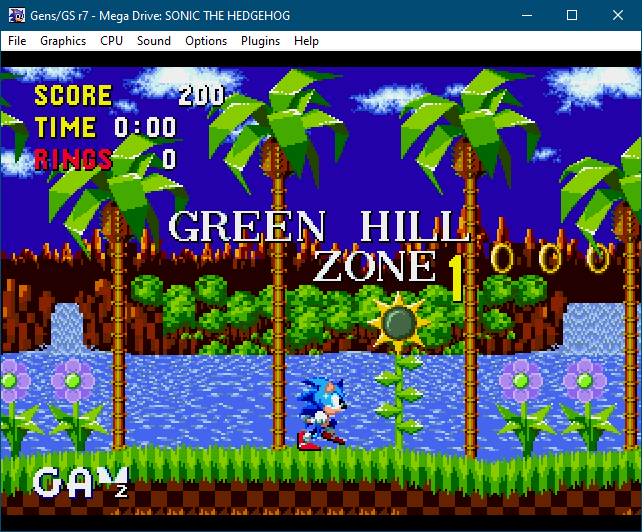 Gens/GS r7 - Mega Drive: SONIC THE HEDGEHOG
File Graphics CPU Sound Options Plugins Help
SCORE 200
TIME 0:00
RINGS 0
GREEN HILL
ZONE 1